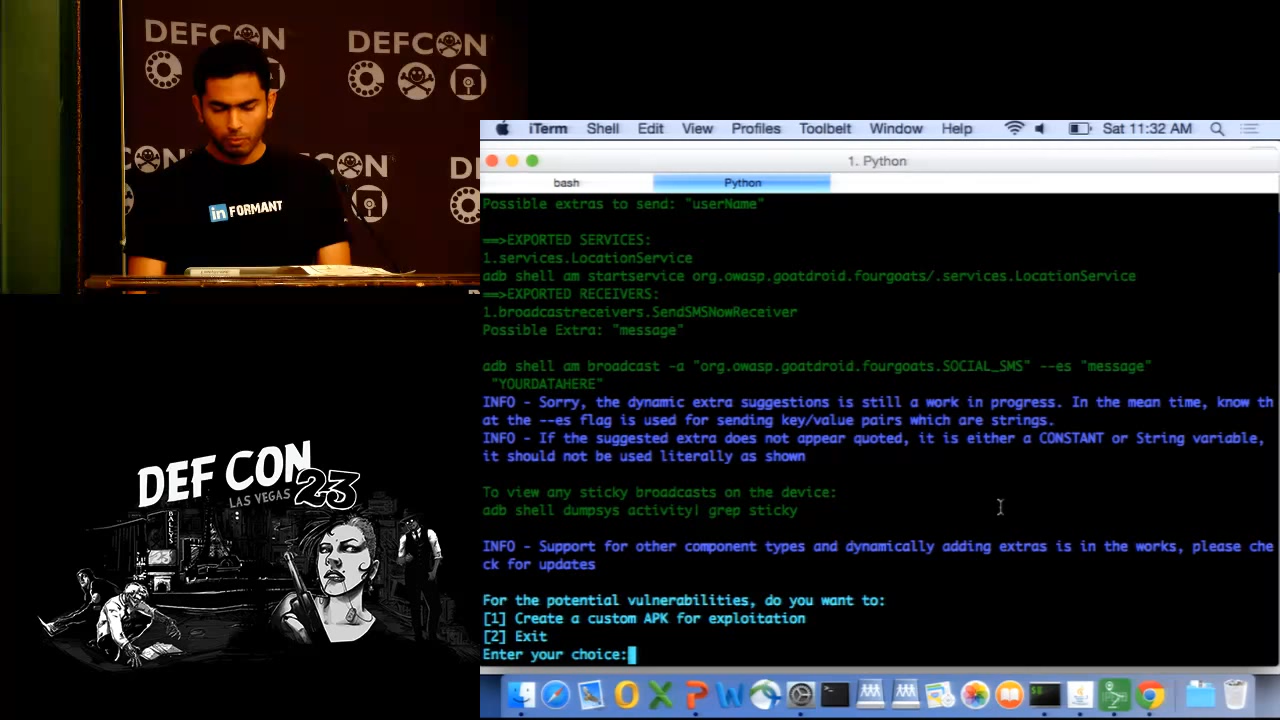 DEFCON
DEFCON
CON
CON
D
in FORMANT
iTerm Shell Edit View Profiles Toolbelt Window Help Sat 11:32 AM
1. Python
bash Python
Possible extras to send: "userName"
==>EXPORTED SERVICES:
1.services.LocationService
adb shell am startservice org.owasp.goatdroid.fourgoats/.services.LocationService
==>EXPORTED RECEIVERS:
1.broadcastreceivers.SendSMSNowReceiver
Possible Extra: "message"
adb shell am broadcast -a "org.owasp.goatdroid.fourgoats.SOCIAL_SMS" --es "message"
"YOURDATAHERE"
INFO - Sorry, the dynamic extra suggestions is still a work in progress. In the mean time, know th
at the --es flag is used for sending key/value pairs which are strings.
INFO - If the suggested extra does not appear quoted, it is either a CONSTANT or String variable,
it should not be used literally as shown
To view any sticky broadcasts on the device:
adb shell dumpsys activity| grep sticky
INFO - Support for other component types and dynamically adding extras is in the works, please che
ck for updates
For the potential vulnerabilities, do you want to:
[1] Create a custom APK for exploitation
[2] Exit
Enter your choice:
DEF CON
LAS VEGAS 23
BALLYS